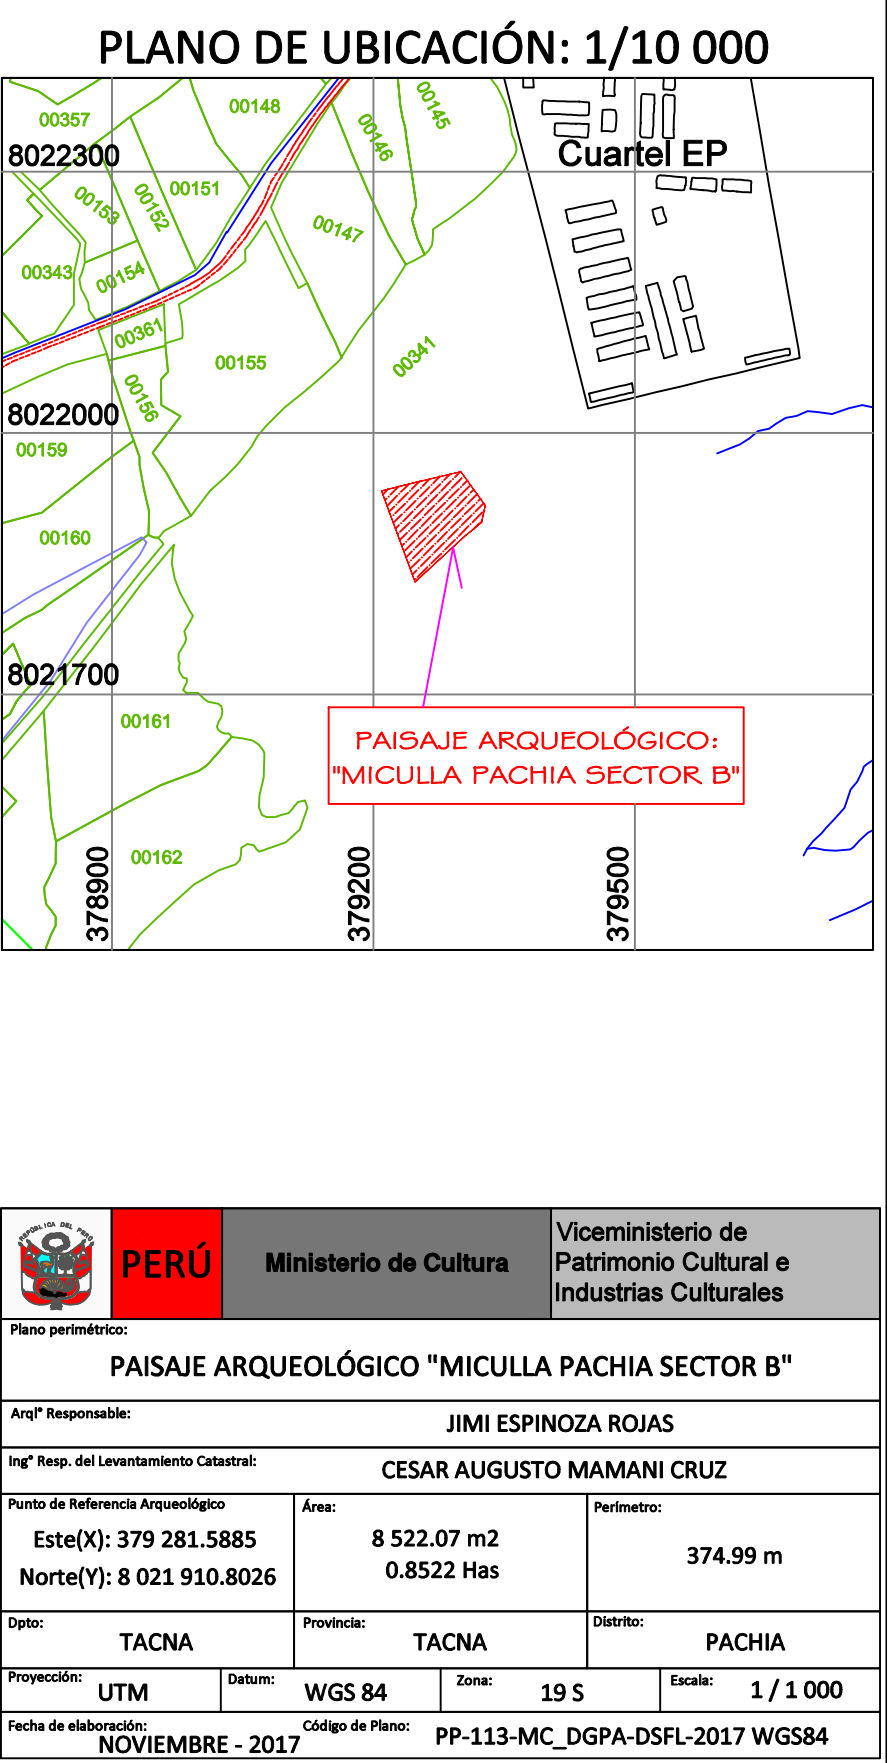 PLANO DE UBICACIÓN: 1/10 000
00357
00148
00145
00146
8022300
Cuartel EP
00153
00152
00151
00147
00343
00154
00361
00155
00341
00156
8022000
00159
00160
8021700
00161
PAISAJE ARQUEOLÓGICO:
"MICULLA PACHIA SECTOR B"
00162
378900
379200
379500
REPÚBLICA DEL PERÚ
PERÚ
Ministerio de Cultura
Viceministerio de
Patrimonio Cultural e
Industrias Culturales
Plano perimétrico:
PAISAJE ARQUEOLÓGICO "MICULLA PACHIA SECTOR B"
Arql° Responsable:
JIMI ESPINOZA ROJAS
Ing° Resp. del Levantamiento Catastral:
CESAR AUGUSTO MAMANI CRUZ
Punto de Referencia Arqueológico
Este(X): 379 281.5885
Norte(Y): 8 021 910.8026
Área:
8 522.07 m2
0.8522 Has
Perímetro:
374.99 m
Dpto:
TACNA
Provincia:
TACNA
Distrito:
PACHIA
Proyección:
UTM
Datum:
WGS 84
Zona:
19 S
Escala:
1 / 1 000
Fecha de elaboración:
NOVIEMBRE - 2017
Código de Plano:
PP-113-MC_DGPA-DSFL-2017 WGS84